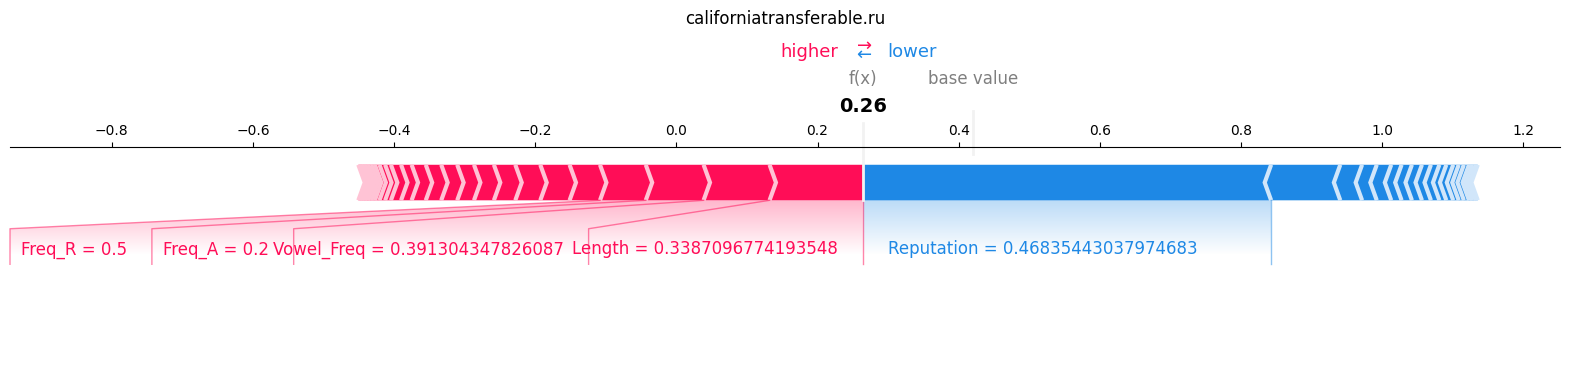 californiatransferable.ru
higher ⇄ lower
f(x) base value
0.26
−0.8 −0.6 −0.4 −0.2 0.0 0.2 0.4 0.6 0.8 1.0 1.2
Freq_R = 0.5 Freq_A = 0.2 Vowel_Freq = 0.391304347826087 Length = 0.3387096774193548 Reputation = 0.46835443037974683